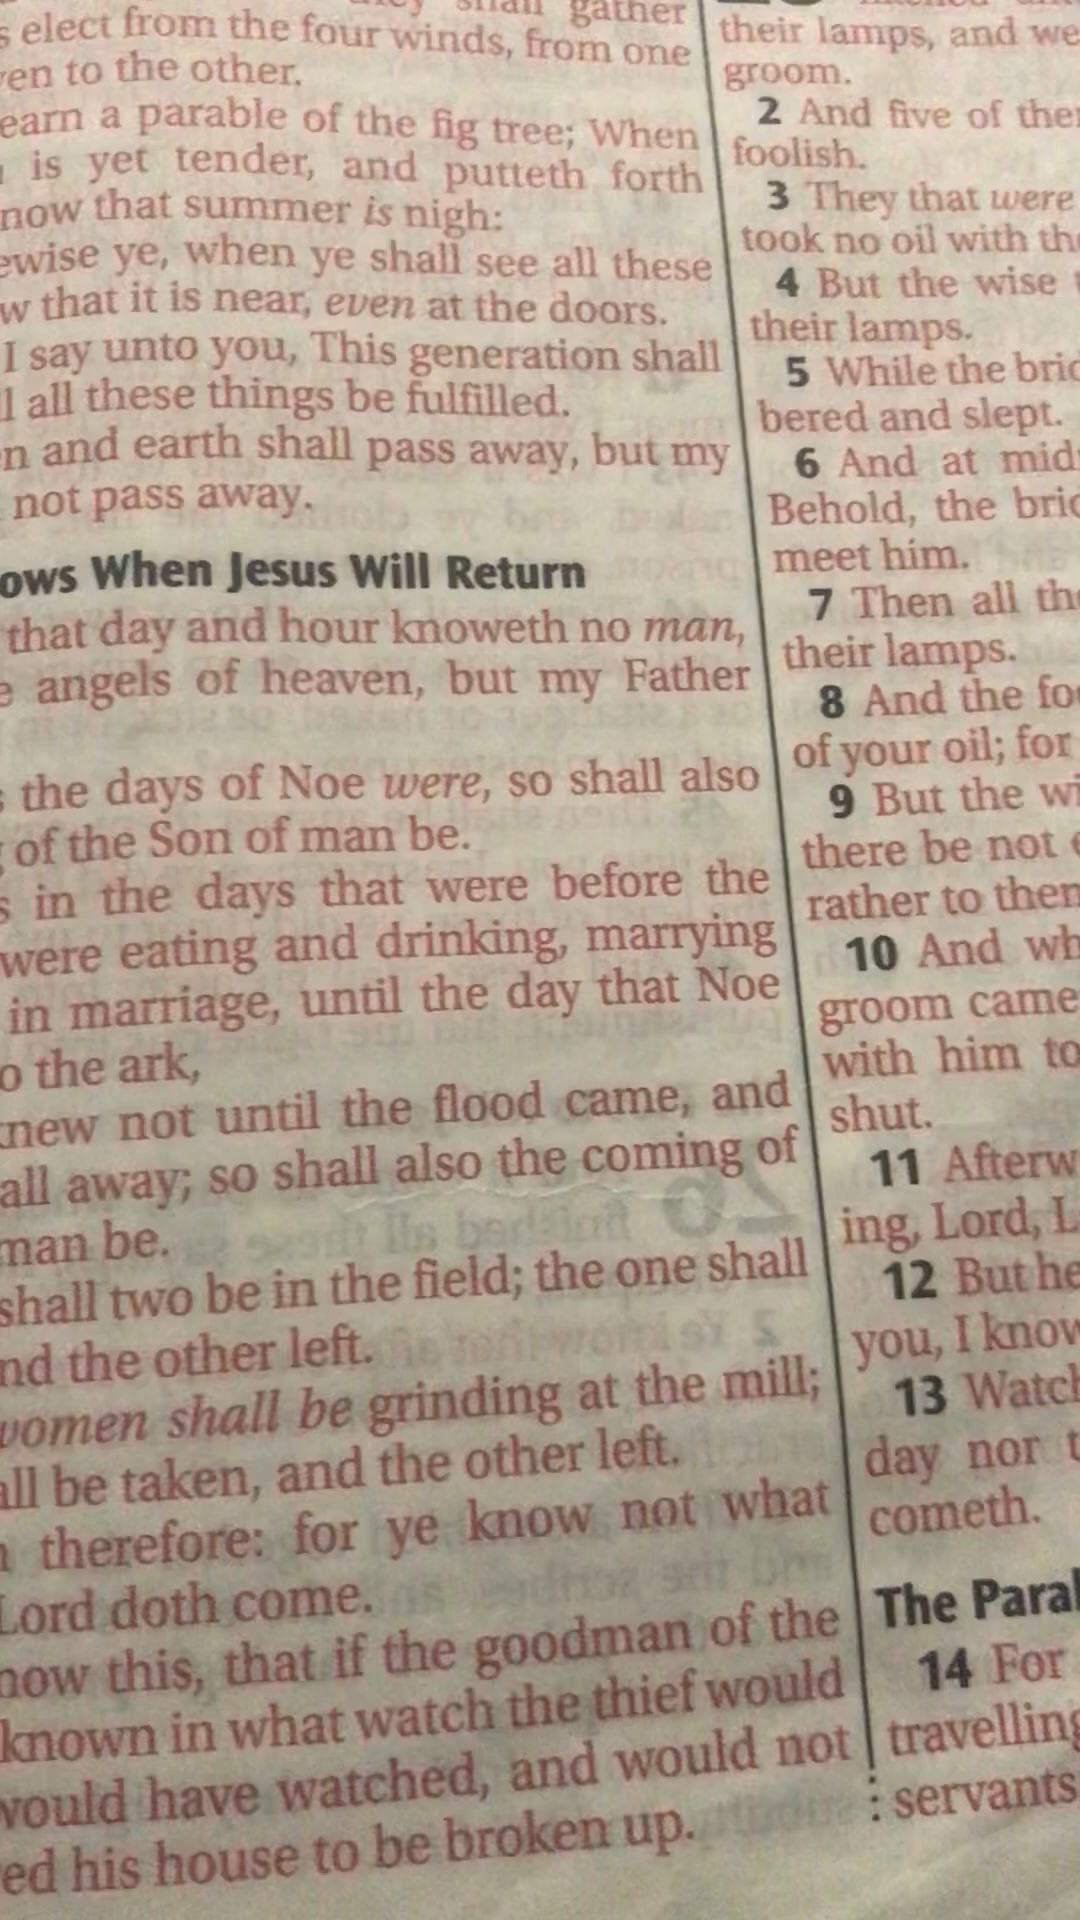 shall gather
elect from the four winds, from one
to the other.
a parable of the fig tree; When
is yet tender, and putteth forth
now that summer is nigh:
ewise ye, when ye shall see all these
w that it is near, even at the doors.
I say unto you, This generation shall
l all these things be fulfilled.
n and earth shall pass away, but my
not pass away.
ows When Jesus Will Return
that day and hour knoweth no man,
e angels of heaven, but my Father
the days of Noe were, so shall also
of the Son of man be.
s in the days that were before the
were eating and drinking, marrying
in marriage, until the day that Noe
o the ark,
new not until the flood came, and
all away; so shall also the coming of
man be.
shall two be in the field; the one shall
nd the other left.
women shall be grinding at the mill;
all be taken, and the other left.
therefore: for ye know not what
Lord doth come.
now this, that if the goodman of the
known in what watch the thief would
would have watched, and would not
ed his house to be broken up.
their lamps, and we
groom.
2 And five of the
foolish.
3 They that were
took no oil with th
4 But the wise
their lamps.
5 While the brid
bered and slept.
6 And at mid
Behold, the brid
meet him.
7 Then all th
their lamps.
8 And the fo
of your oil; for
9 But the wi
there be not
rather to them
10 And wh
groom came
with him to
shut.
11 Afterw
ing, Lord, L
12 But he
you, I know
13 Watch
day nor t
cometh.
The Paral
14 For
travelling
servants